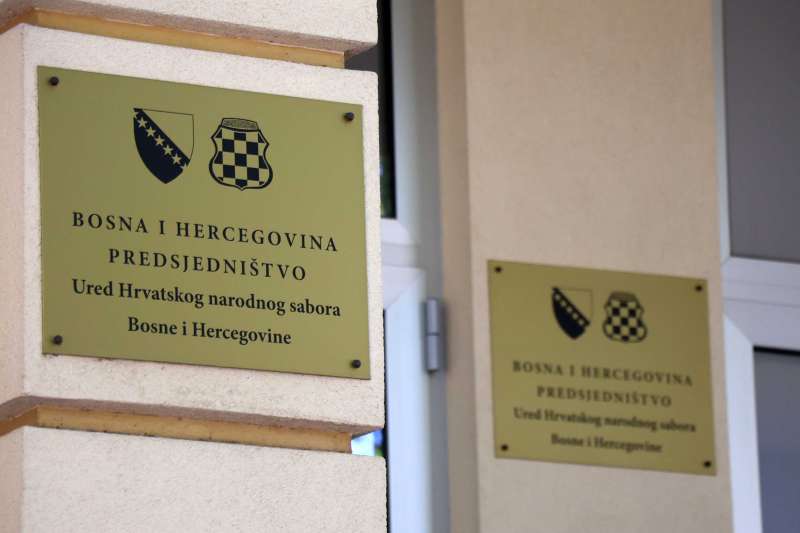 BOSNA I HERCEGOVINA
PREDSJEDNIŠTVO
Ured Hrvatskog narodnog sabora
Bosne i Hercegovine
BOSNA I HERCEGOVINA
PREDSJEDNIŠTVO
Ured Hrvatskog narodnog sabora
Bosne i Hercegovine